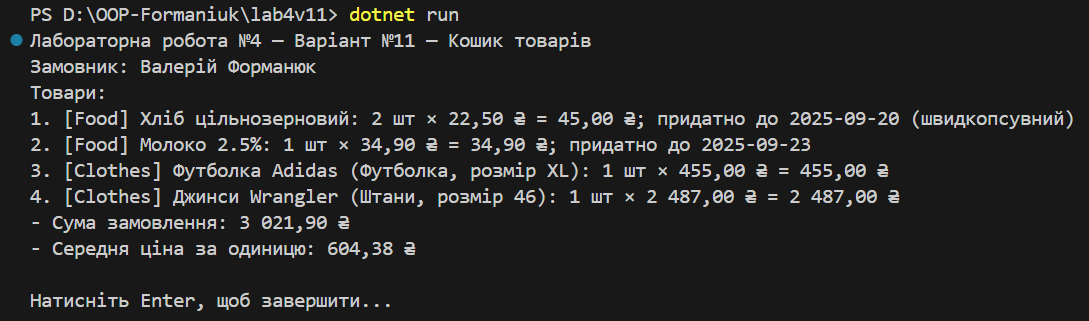 PS D:\OOP-Formaniuk\lab4v11> dotnet run
Лабораторна робота №4 — Варіант №11 — Кошик товарів
Замовник: Валерій Форманюк
Товари:
1. [Food] Хліб цільнозерновий: 2 шт × 22,50 ₴ = 45,00 ₴; придатно до 2025-09-20 (швидкопсувний)
2. [Food] Молоко 2.5%: 1 шт × 34,90 ₴ = 34,90 ₴; придатно до 2025-09-23
3. [Clothes] Футболка Adidas (Футболка, розмір XL): 1 шт × 455,00 ₴ = 455,00 ₴
4. [Clothes] Джинси Wrangler (Штани, розмір 46): 1 шт × 2 487,00 ₴ = 2 487,00 ₴
- Сума замовлення: 3 021,90 ₴
- Середня ціна за одиницю: 604,38 ₴
Натисніть Enter, щоб завершити...